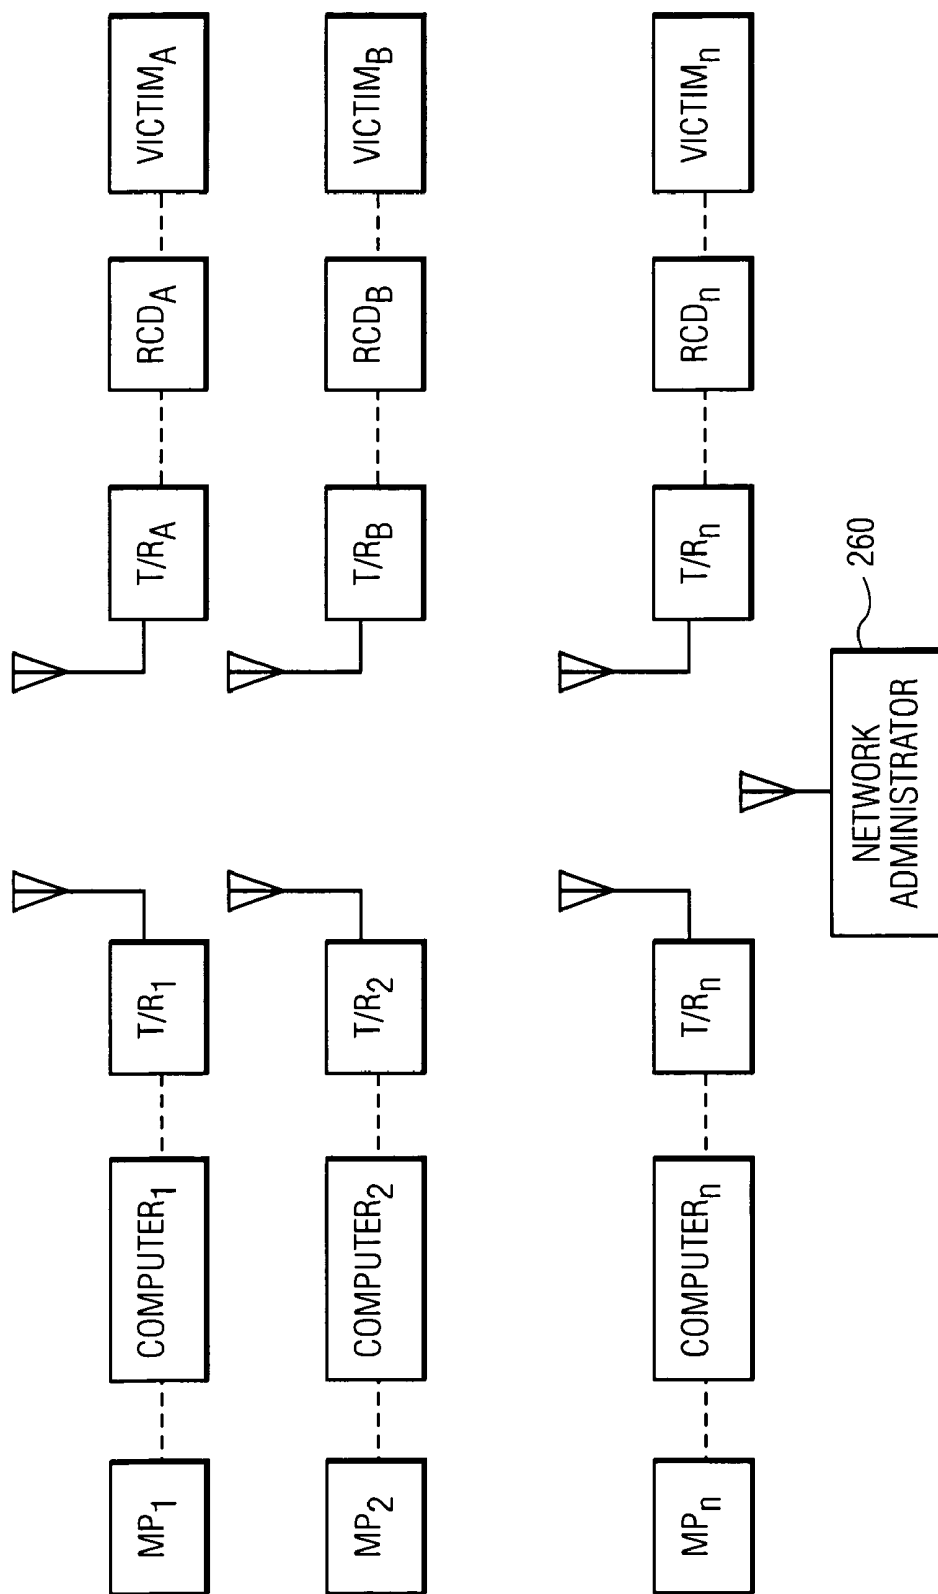 MP1 COMPUTER1 T/R1 T/RA RCDA VICTIMA
MP2 COMPUTER2 T/R2 T/RB RCDB VICTIMB
MPn COMPUTERn T/Rn T/Rn RCDn VICTIMn
NETWORK
ADMINISTRATOR
260